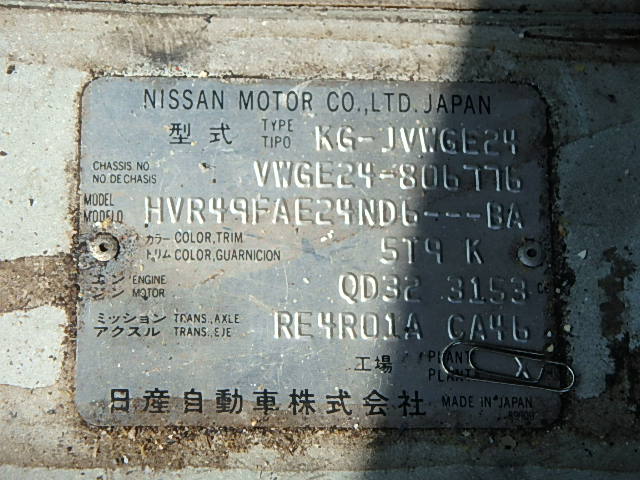 NISSAN MOTOR CO.,LTD. JAPAN
型式 TYPE TIPO KG-JVWGE24
CHASSIS NO NO DE CHASIS VWGE24-806776
MODEL MODELO HVR49FAE24ND6---BA
カラー COLOR,TRIM
トリム COLOR,GUARNICION 5T9 K
エンジン ENGINE MOTOR QD32 3153 CC
ミッション TRANS.,AXLE
アクスル TRANS.,EJE RE4R01A CA46
工場 PLANT PLANTA X
日産自動車株式会社 MADE IN JAPAN